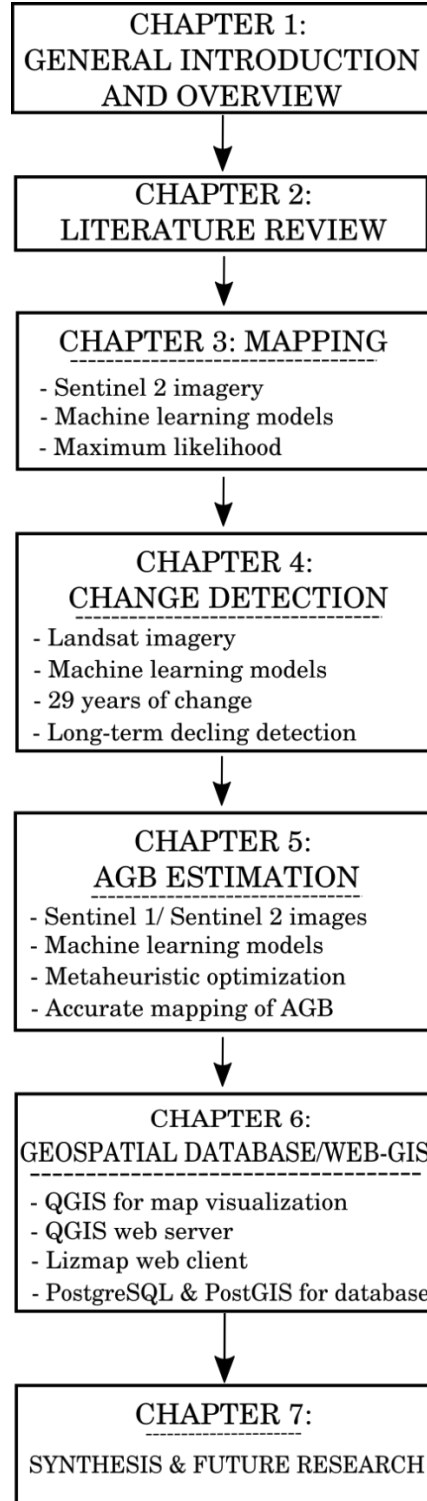 CHAPTER 1:
GENERAL INTRODUCTION
AND OVERVIEW
CHAPTER 2:
LITERATURE REVIEW
CHAPTER 3: MAPPING
- Sentinel 2 imagery
- Machine learning models
- Maximum likelihood
CHAPTER 4:
CHANGE DETECTION
- Landsat imagery
- Machine learning models
- 29 years of change
- Long-term decling detection
CHAPTER 5:
AGB ESTIMATION
- Sentinel 1/ Sentinel 2 images
- Machine learning models
- Metaheuristic optimization
- Accurate mapping of AGB
CHAPTER 6:
GEOSPATIAL DATABASE/WEB-GIS
- QGIS for map visualization
- QGIS web server
- Lizmap web client
- PostgreSQL & PostGIS for database
CHAPTER 7:
SYNTHESIS & FUTURE RESEARCH